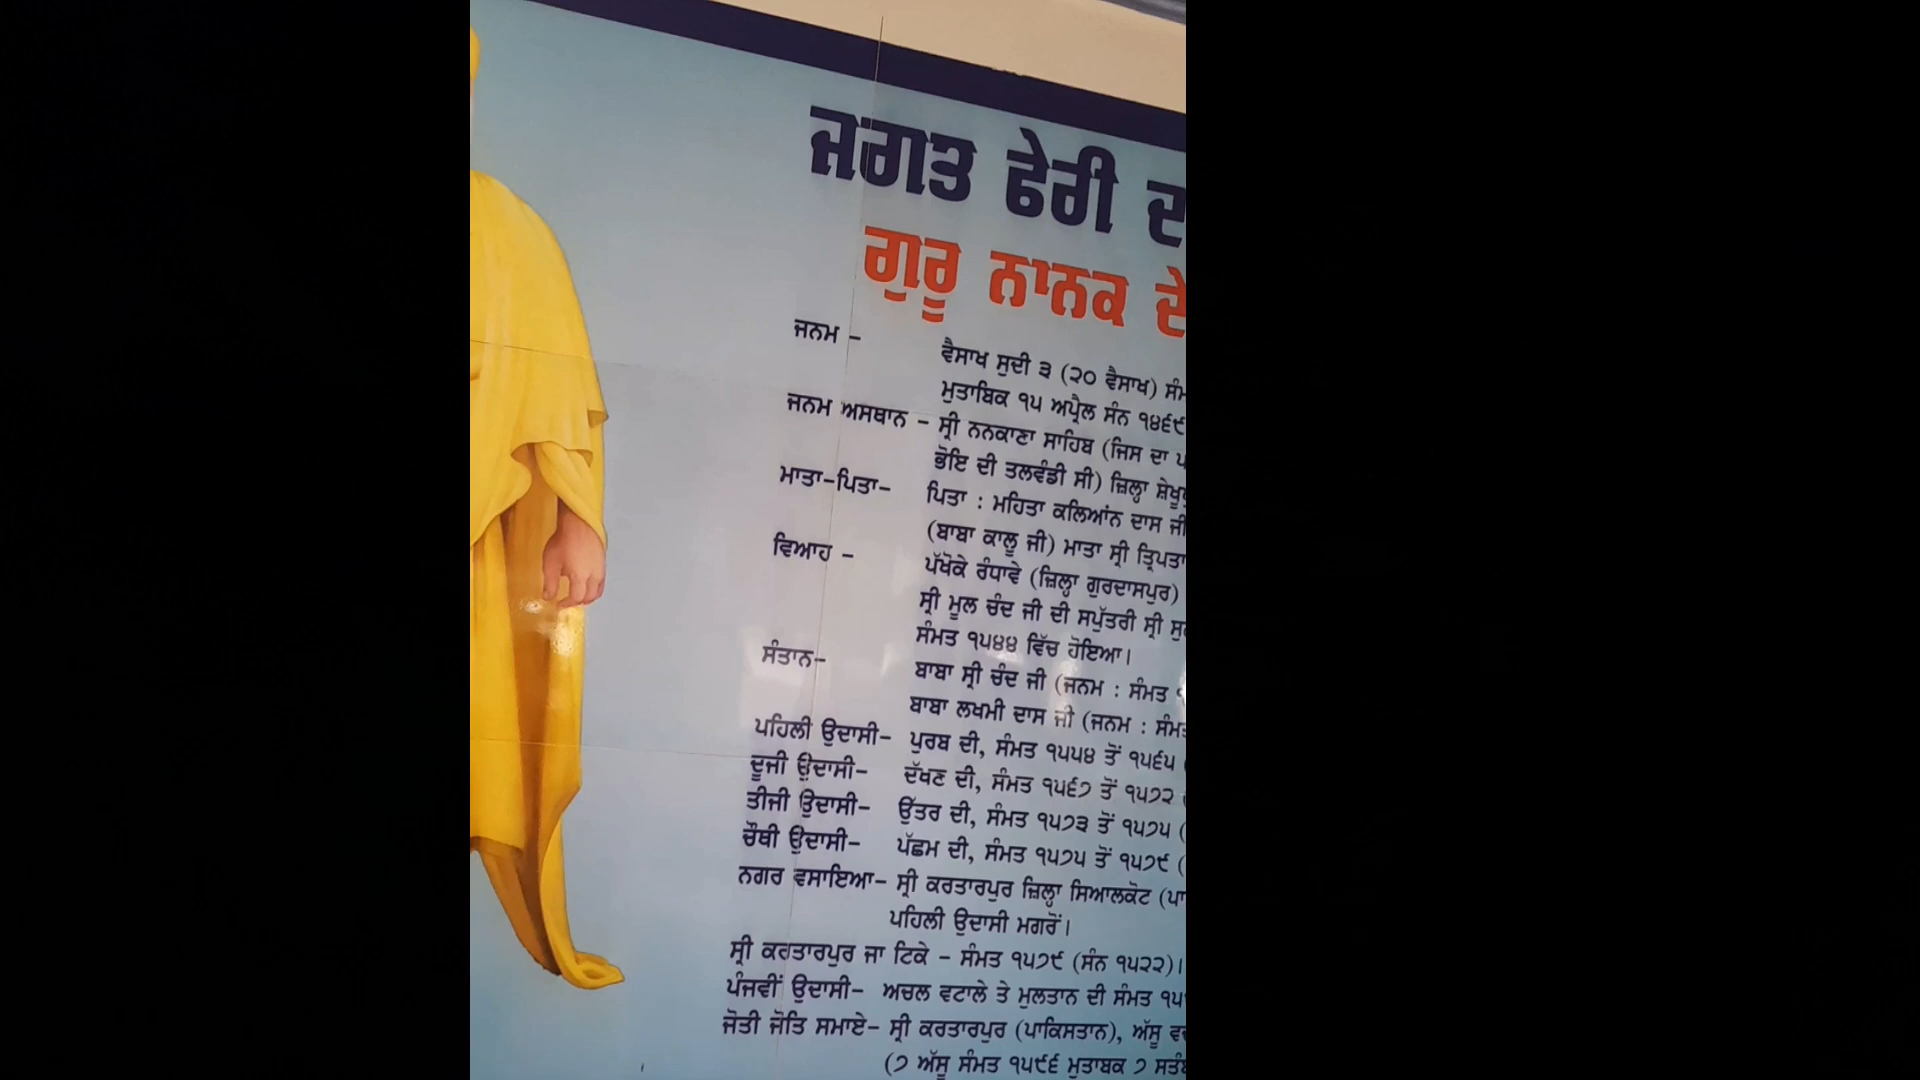 ਜਗਤ ਫੇਰੀ
ਗੁਰੂ ਨਾਨਕ ਦੇ
ਜਨਮ - ਵੈਸਾਖ ਸੁਦੀ ੩ (੨੦ ਵੈਸਾਖ)
ਮੁਤਾਬਿਕ ੧੫ ਅਪ੍ਰੈਲ ਸੰਨ ੧੪੬੯
ਜਨਮ ਅਸਥਾਨ - ਸ੍ਰੀ ਨਨਕਾਣਾ ਸਾਹਿਬ (ਜਿਸ ਦਾ
ਭੋਇ ਦੀ ਤਲਵੰਡੀ ਸੀ) ਜ਼ਿਲ੍ਹਾ
ਮਾਤਾ-ਪਿਤਾ- ਪਿਤਾ : ਮਹਿਤਾ ਕਲਿਆਂਨ ਦਾਸ ਜੀ
(ਬਾਬਾ ਕਾਲੂ ਜੀ) ਮਾਤਾ ਸ੍ਰੀ ਤ੍ਰਿਪਤਾ
ਵਿਆਹ - ਪੱਖੋਕੇ ਰੰਧਾਵੇ (ਜ਼ਿਲ੍ਹਾ ਗੁਰਦਾਸਪੁਰ)
ਸ੍ਰੀ ਮੂਲ ਚੰਦ ਜੀ ਦੀ ਸਪੁੱਤਰੀ ਸ੍ਰੀ
ਸੰਮਤ ੧੫੪੪ ਵਿੱਚ ਹੋਇਆ।
ਸੰਤਾਨ- ਬਾਬਾ ਸ੍ਰੀ ਚੰਦ ਜੀ (ਜਨਮ : ਸੰਮਤ
ਬਾਬਾ ਲਖਮੀ ਦਾਸ ਜੀ (ਜਨਮ : ਸੰਮਤ
ਪਹਿਲੀ ਉਦਾਸੀ- ਪੁਰਬ ਦੀ, ਸੰਮਤ ੧੫੫੪ ਤੋਂ ੧੫੬੫
ਦੂਜੀ ਉਦਾਸੀ- ਦੱਖਣ ਦੀ, ਸੰਮਤ ੧੫੬੭ ਤੋਂ ੧੫੭੨
ਤੀਜੀ ਉਦਾਸੀ- ਉੱਤਰ ਦੀ, ਸੰਮਤ ੧੫੭੩ ਤੋਂ ੧੫੭੫ (
ਚੌਥੀ ਉਦਾਸੀ- ਪੱਛਮ ਦੀ, ਸੰਮਤ ੧੫੭੫ ਤੋਂ ੧੫੭੯ (
ਨਗਰ ਵਸਾਇਆ- ਸ੍ਰੀ ਕਰਤਾਰਪੁਰ ਜ਼ਿਲ੍ਹਾ ਸਿਆਲਕੋਟ
ਪਹਿਲੀ ਉਦਾਸੀ ਮਗਰੋਂ।
ਸ੍ਰੀ ਕਰਤਾਰਪੁਰ ਜਾ ਟਿਕੇ - ਸੰਮਤ ੧੫੭੯ (ਸੰਨ ੧੫੨੨)।
ਪੰਜਵੀਂ ਉਦਾਸੀ- ਅਚਲ ਵਟਾਲੇ ਤੇ ਮੁਲਤਾਨ ਦੀ ਸੰਮਤ
ਜੋਤੀ ਜੋਤਿ ਸਮਾਏ- ਸ੍ਰੀ ਕਰਤਾਰਪੁਰ (ਪਾਕਿਸਤਾਨ), ਅੱਸੂ
(੭ ਅੱਸੂ ਸੰਮਤ ੧੫੯੬ ਮੁਤਾਬਕ ੭